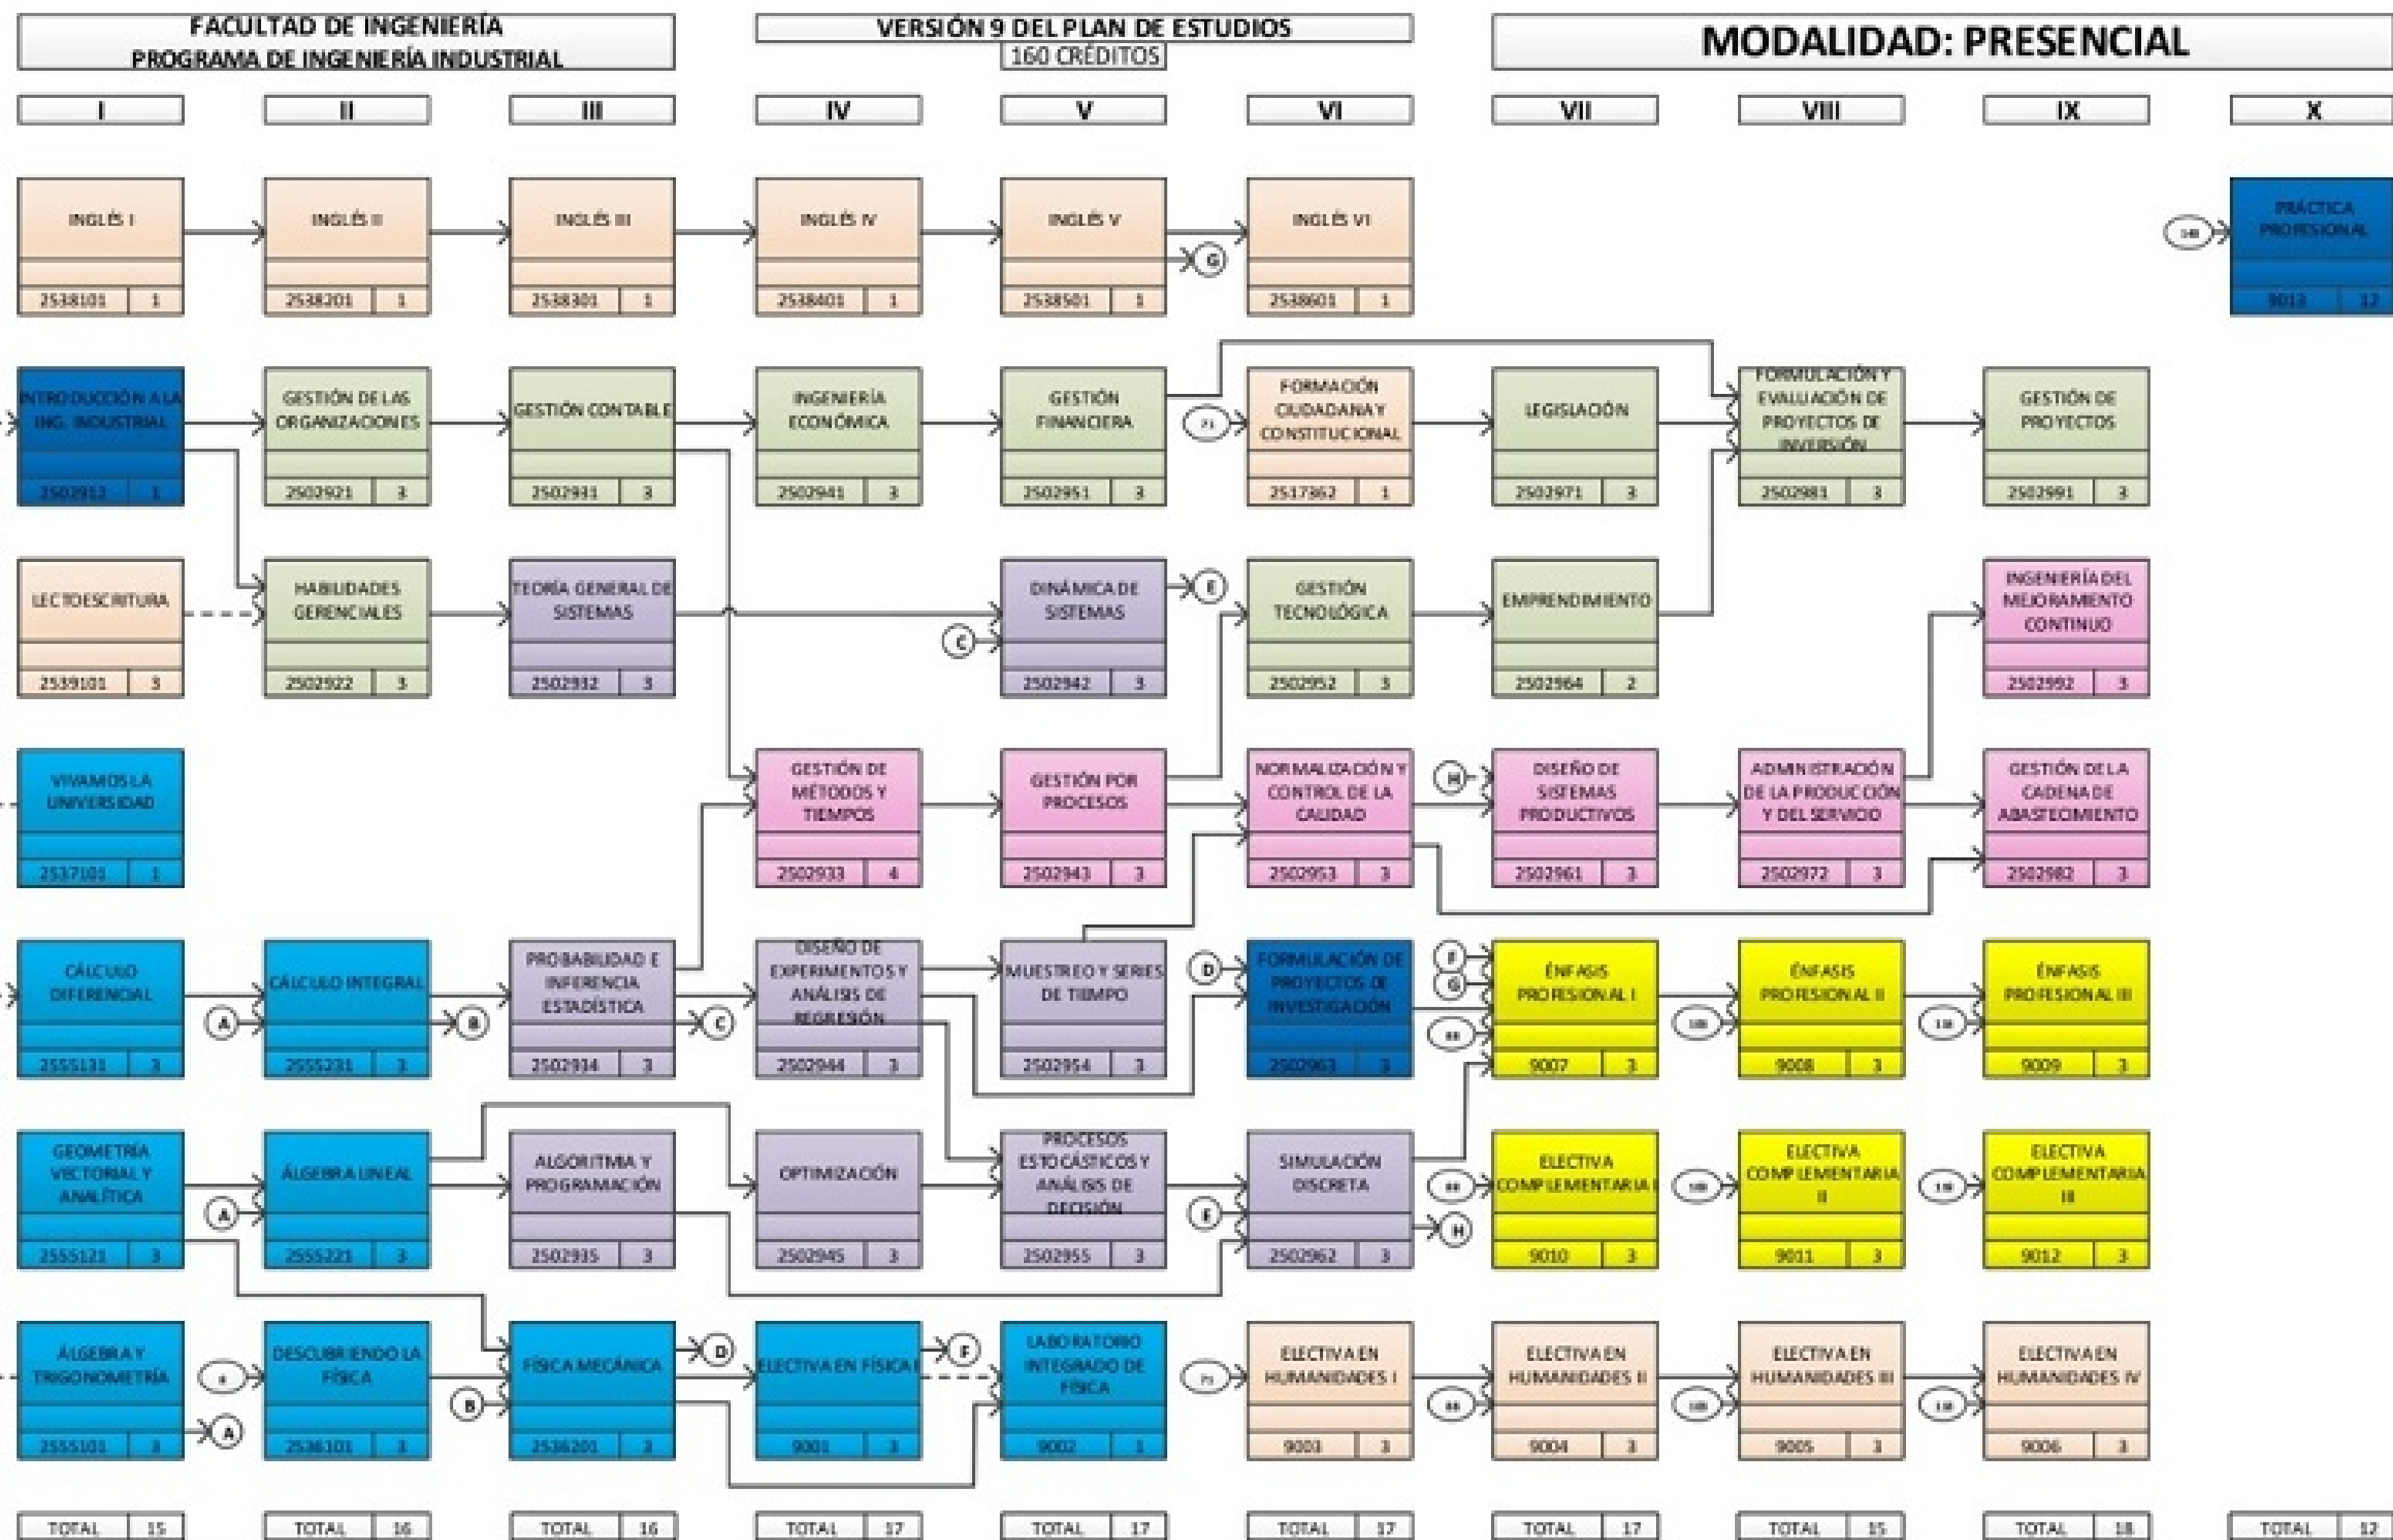 FACULTAD DE INGENIERÍA
PROGRAMA DE INGENIERÍA INDUSTRIAL
VERSIÓN 9 DEL PLAN DE ESTUDIOS
160 CRÉDITOS
MODALIDAD: PRESENCIAL
I
II
III
IV
V
VI
VII
VIII
IX
X
INGLÉS I
2538101 1
INGLÉS II
2538201 1
INGLÉS III
2538301 1
INGLÉS IV
2538401 1
INGLÉS V
2538501 1
G
INGLÉS VI
2538601 1
PRÁCTICA
PROFESIONAL
9013 12
INTRODUCCIÓN A LA
ING. INDUSTRIAL
2502912 1
GESTIÓN DE LAS
ORGANIZACIONES
2502921 3
GESTIÓN CONTABLE
2502931 3
INGENIERÍA
ECONÓMICA
2502941 3
GESTIÓN
FINANCIERA
2502951 3
71
FORMACIÓN
CIUDADANA Y
CONSTITUCIONAL
2517362 1
LEGISLACIÓN
2502971 3
FORMULACIÓN Y
EVALUACIÓN DE
PROYECTOS DE
INVERSIÓN
2502981 3
GESTIÓN DE
PROYECTOS
2502991 3
LECTOESCRITURA
2539101 3
HABILIDADES
GERENCIALES
2502922 3
TEORÍA GENERAL DE
SISTEMAS
2502932 3
C
DINÁMICA DE
SISTEMAS
2502942 3
E
GESTIÓN
TECNOLÓGICA
2502952 3
EMPRENDIMIENTO
2502964 2
INGENIERÍA DEL
MEJORAMIENTO
CONTINUO
2502992 3
VIVAMOS LA
UNIVERSIDAD
2537101 1
GESTIÓN DE
MÉTODOS Y
TIEMPOS
2502933 4
GESTIÓN POR
PROCESOS
2502943 3
NORMALIZACIÓN Y
CONTROL DE LA
CALIDAD
2502953 3
H
DISEÑO DE
SISTEMAS
PRODUCTIVOS
2502961 3
ADMINISTRACIÓN
DE LA PRODUCCIÓN
Y DEL SERVICIO
2502972 3
GESTIÓN DE LA
CADENA DE
ABASTECIMIENTO
2502982 3
CÁLCULO
DIFERENCIAL
2555131 3
A
CÁLCULO INTEGRAL
2555231 3
B
PROBABILIDAD E
INFERENCIA
ESTADÍSTICA
2502934 3
C
DISEÑO DE
EXPERIMENTOS Y
ANÁLISIS DE
REGRESIÓN
2502944 3
MUESTREO Y SERIES
DE TIEMPO
2502954 3
D
FORMULACIÓN DE
PROYECTOS DE
INVESTIGACIÓN
2502963 3
F
G
88
ÉNFASIS
PROFESIONAL I
9007 3
ÉNFASIS
PROFESIONAL II
9008 3
ÉNFASIS
PROFESIONAL III
9009 3
GEOMETRÍA
VECTORIAL Y
ANALÍTICA
2555121 3
A
ÁLGEBRA LINEAL
2555221 3
ALGORITMIA Y
PROGRAMACIÓN
2502935 3
OPTIMIZACIÓN
2502945 3
PROCESOS
ESTOCÁSTICOS Y
ANÁLISIS DE
DECISIÓN
2502955 3
E
SIMULACIÓN
DISCRETA
2502962 3
H
88
ELECTIVA
COMPLEMENTARIA I
9010 3
ELECTIVA
COMPLEMENTARIA
II
9011 3
ELECTIVA
COMPLEMENTARIA
III
9012 3
ÁLGEBRA Y
TRIGONOMETRÍA
2555101 3
A
DESCUBRIENDO LA
FÍSICA
2536101 3
B
FÍSICA MECÁNICA
2536201 3
D
ELECTIVA EN FÍSICA I
9001 3
F
LABORATORIO
INTEGRADO DE
FÍSICA
9002 1
71
ELECTIVA EN
HUMANIDADES I
9003 3
88
ELECTIVA EN
HUMANIDADES II
9004 3
ELECTIVA EN
HUMANIDADES III
9005 3
ELECTIVA EN
HUMANIDADES IV
9006 3
TOTAL 15
TOTAL 16
TOTAL 16
TOTAL 17
TOTAL 17
TOTAL 17
TOTAL 17
TOTAL 15
TOTAL 18
TOTAL 12